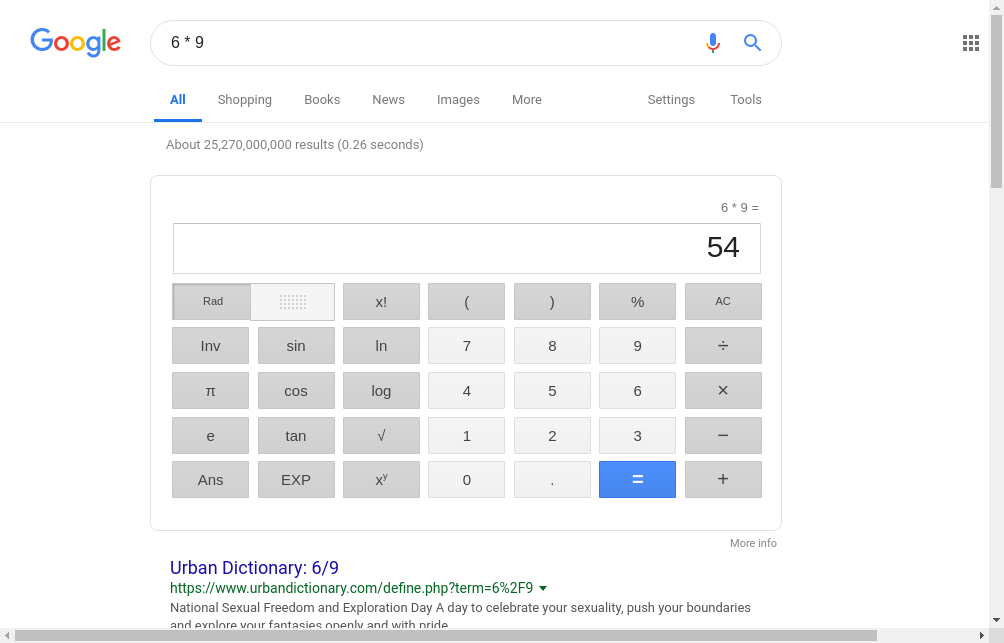 Google
6 * 9
All Shopping Books News Images More Settings Tools
About 25,270,000,000 results (0.26 seconds)
6 * 9 =
54
Rad x! ( ) % AC
Inv sin ln 7 8 9 ÷
π cos log 4 5 6 ×
e tan √ 1 2 3 −
Ans EXP xʸ 0 . = +
More info
Urban Dictionary: 6/9
https://www.urbandictionary.com/define.php?term=6%2F9
National Sexual Freedom and Exploration Day A day to celebrate your sexuality, push your boundaries
and explore your fantasies openly and with pride